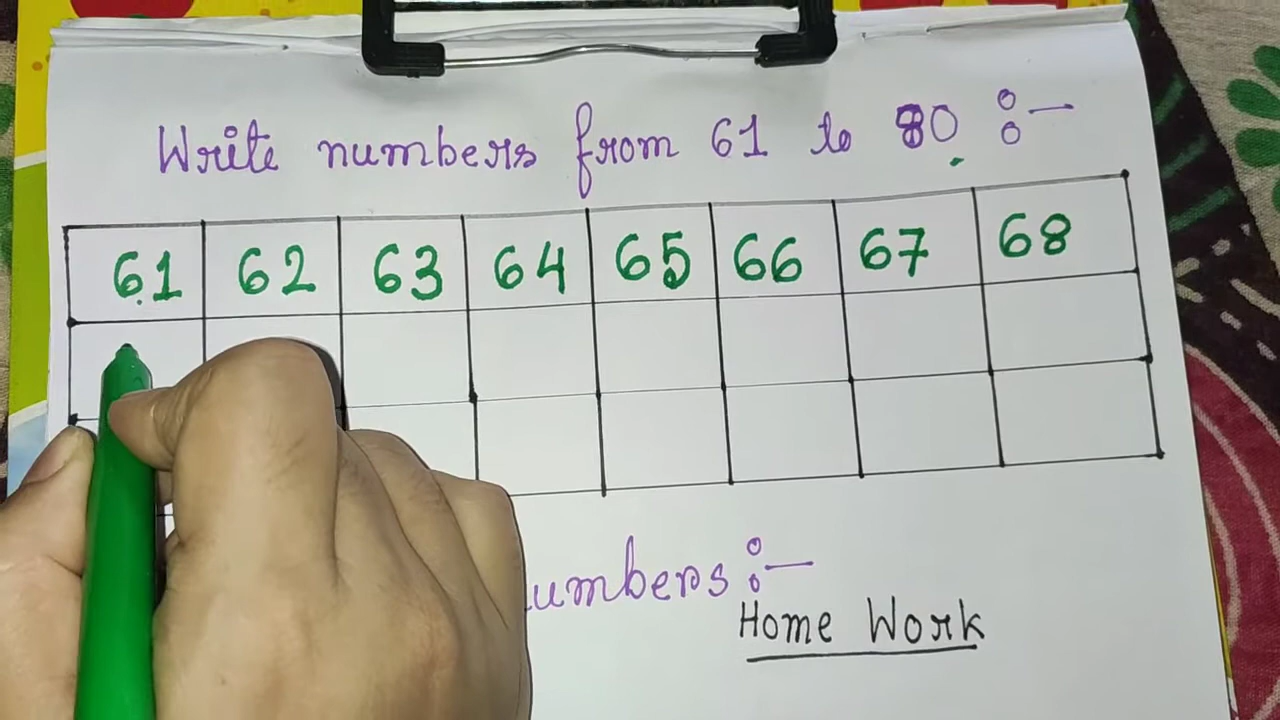 Write numbers from 61 to 80 :-
61 62 63 64 65 66 67 68
umbers :-
Home Work